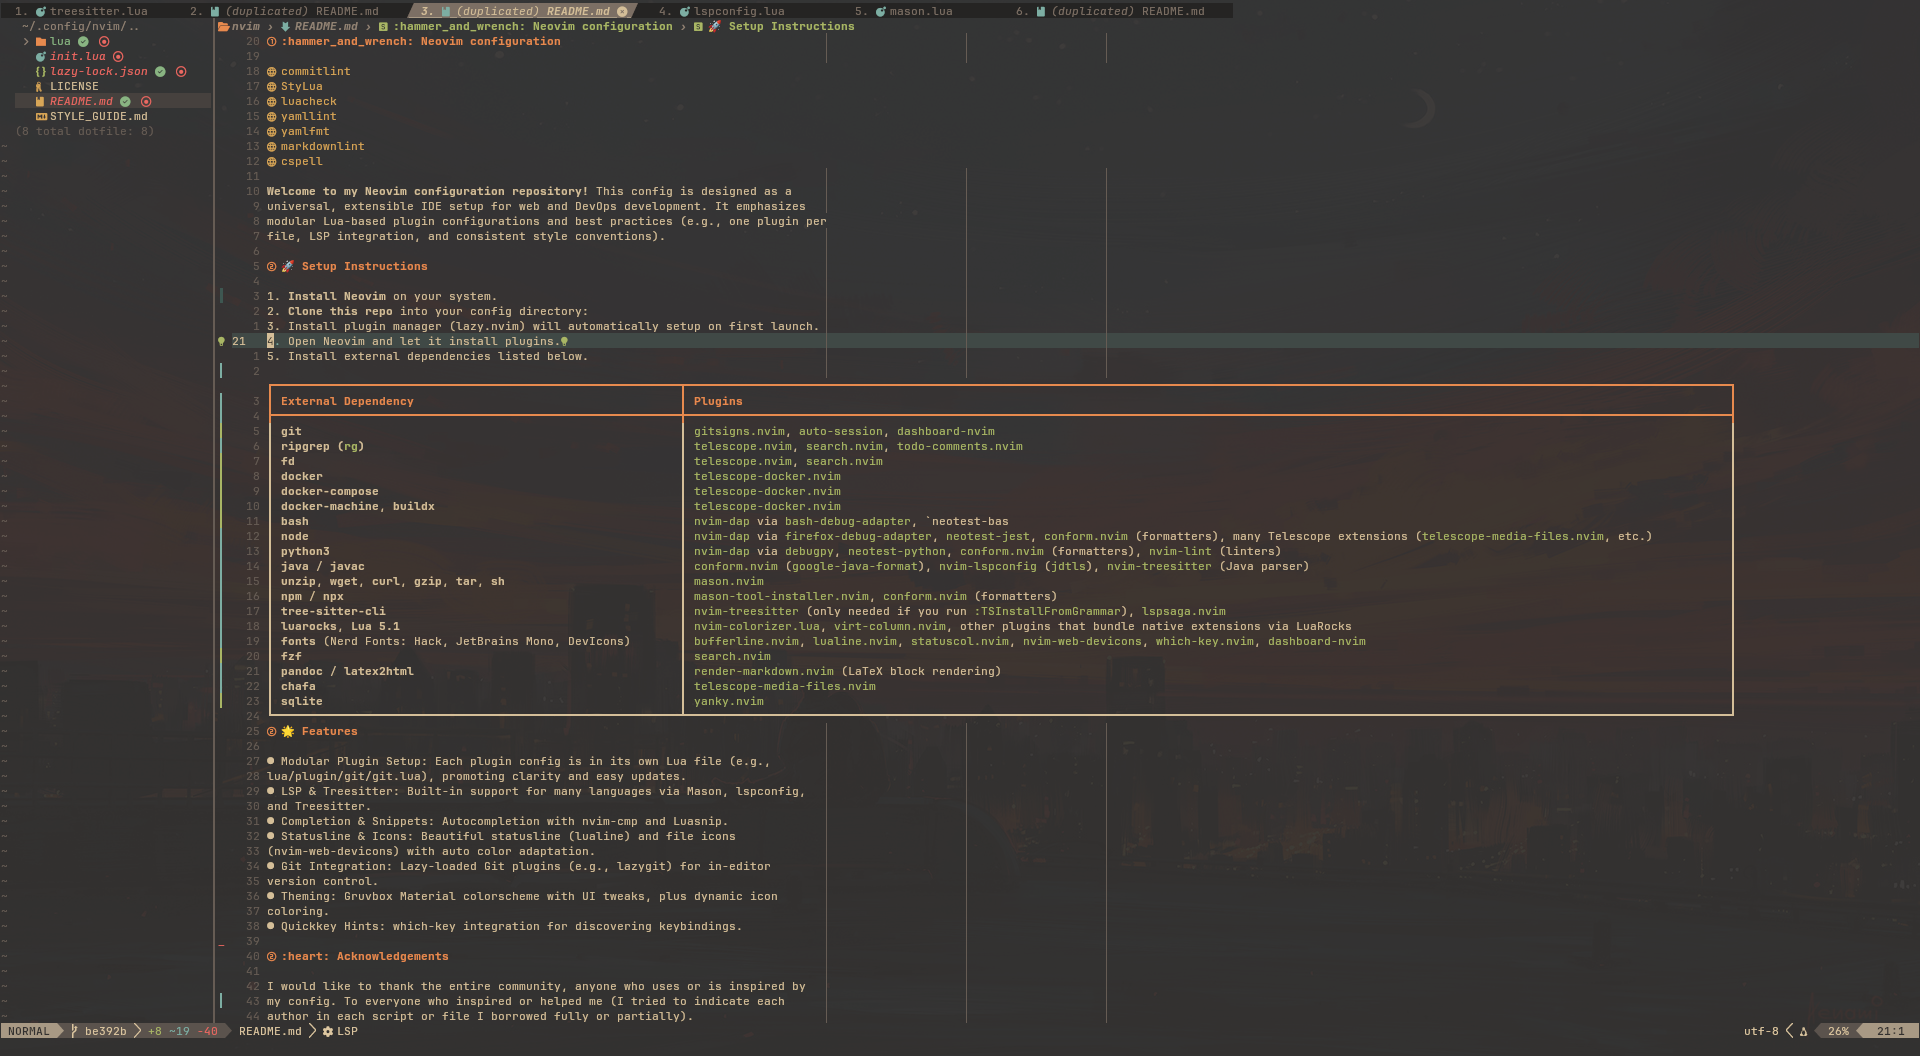 1. treesitter.lua 2. (duplicated) README.md 3. (duplicated) README.md 4. lspconfig.lua 5. mason.lua 6. (duplicated) README.md
~/.config/nvim/.. nvim › README.md › :hammer_and_wrench: Neovim configuration › 🚀 Setup Instructions
lua
init.lua
lazy-lock.json
LICENSE
README.md
STYLE_GUIDE.md
(8 total dotfile: 8)
20 ① :hammer_and_wrench: Neovim configuration
19
18 commitlint
17 StyLua
16 luacheck
15 yamllint
14 yamlfmt
13 markdownlint
12 cspell
11
10 Welcome to my Neovim configuration repository! This config is designed as a
9 universal, extensible IDE setup for web and DevOps development. It emphasizes
8 modular Lua-based plugin configurations and best practices (e.g., one plugin per
7 file, LSP integration, and consistent style conventions).
6
5 ② 🚀 Setup Instructions
4
3 1. Install Neovim on your system.
2 2. Clone this repo into your config directory:
1 3. Install plugin manager (lazy.nvim) will automatically setup on first launch.
21 4. Open Neovim and let it install plugins.
1 5. Install external dependencies listed below.
2
3 External Dependency Plugins
4
5 git gitsigns.nvim, auto-session, dashboard-nvim
6 ripgrep (rg) telescope.nvim, search.nvim, todo-comments.nvim
7 fd telescope.nvim, search.nvim
8 docker telescope-docker.nvim
9 docker-compose telescope-docker.nvim
10 docker-machine, buildx telescope-docker.nvim
11 bash nvim-dap via bash-debug-adapter, `neotest-bas
12 node nvim-dap via firefox-debug-adapter, neotest-jest, conform.nvim (formatters), many Telescope extensions (telescope-media-files.nvim, etc.)
13 python3 nvim-dap via debugpy, neotest-python, conform.nvim (formatters), nvim-lint (linters)
14 java / javac conform.nvim (google-java-format), nvim-lspconfig (jdtls), nvim-treesitter (Java parser)
15 unzip, wget, curl, gzip, tar, sh mason.nvim
16 npm / npx mason-tool-installer.nvim, conform.nvim (formatters)
17 tree-sitter-cli nvim-treesitter (only needed if you run :TSInstallFromGrammar), lspsaga.nvim
18 luarocks, Lua 5.1 nvim-colorizer.lua, virt-column.nvim, other plugins that bundle native extensions via LuaRocks
19 fonts (Nerd Fonts: Hack, JetBrains Mono, DevIcons) bufferline.nvim, lualine.nvim, statuscol.nvim, nvim-web-devicons, which-key.nvim, dashboard-nvim
20 fzf search.nvim
21 pandoc / latex2html render-markdown.nvim (LaTeX block rendering)
22 chafa telescope-media-files.nvim
23 sqlite yanky.nvim
24
25 ② 🌟 Features
26
27 ● Modular Plugin Setup: Each plugin config is in its own Lua file (e.g.,
28 lua/plugin/git/git.lua), promoting clarity and easy updates.
29 ● LSP & Treesitter: Built-in support for many languages via Mason, lspconfig,
30 and Treesitter.
31 ● Completion & Snippets: Autocompletion with nvim-cmp and Luasnip.
32 ● Statusline & Icons: Beautiful statusline (lualine) and file icons
33 (nvim-web-devicons) with auto color adaptation.
34 ● Git Integration: Lazy-loaded Git plugins (e.g., lazygit) for in-editor
35 version control.
36 ● Theming: Gruvbox Material colorscheme with UI tweaks, plus dynamic icon
37 coloring.
38 ● Quickkey Hints: which-key integration for discovering keybindings.
39
40 ② :heart: Acknowledgements
41
42 I would like to thank the entire community, anyone who uses or is inspired by
43 my config. To everyone who inspired or helped me (I tried to indicate each
44 author in each script or file I borrowed fully or partially).
NORMAL be392b +8 ~19 -40 README.md LSP utf-8 26% 21:1